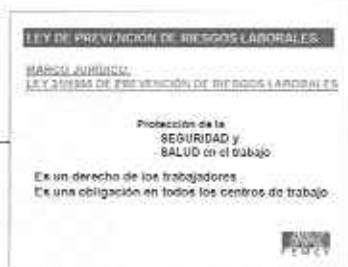 LEY DE PREVENCIÓN DE RIESGOS LABORALES
MARCO JURÍDICO:
LEY 31/1995 DE PREVENCIÓN DE RIESGOS LABORALES
Protección de la
SEGURIDAD y
SALUD en el trabajo
Es un derecho de los trabajadores
Es una obligación en todos los centros de trabajo
FEMCV